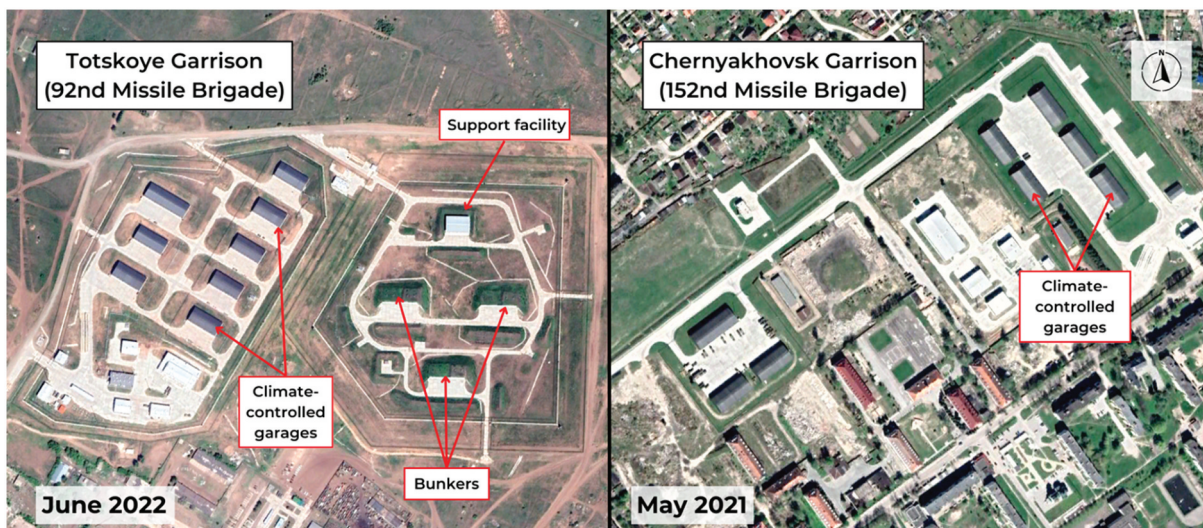 Totskoye Garrison
(92nd Missile Brigade)
Support facility
Climate-
controlled
garages
Bunkers
June 2022
Chernyakhovsk Garrison
(152nd Missile Brigade)
N
Climate-
controlled
garages
May 2021